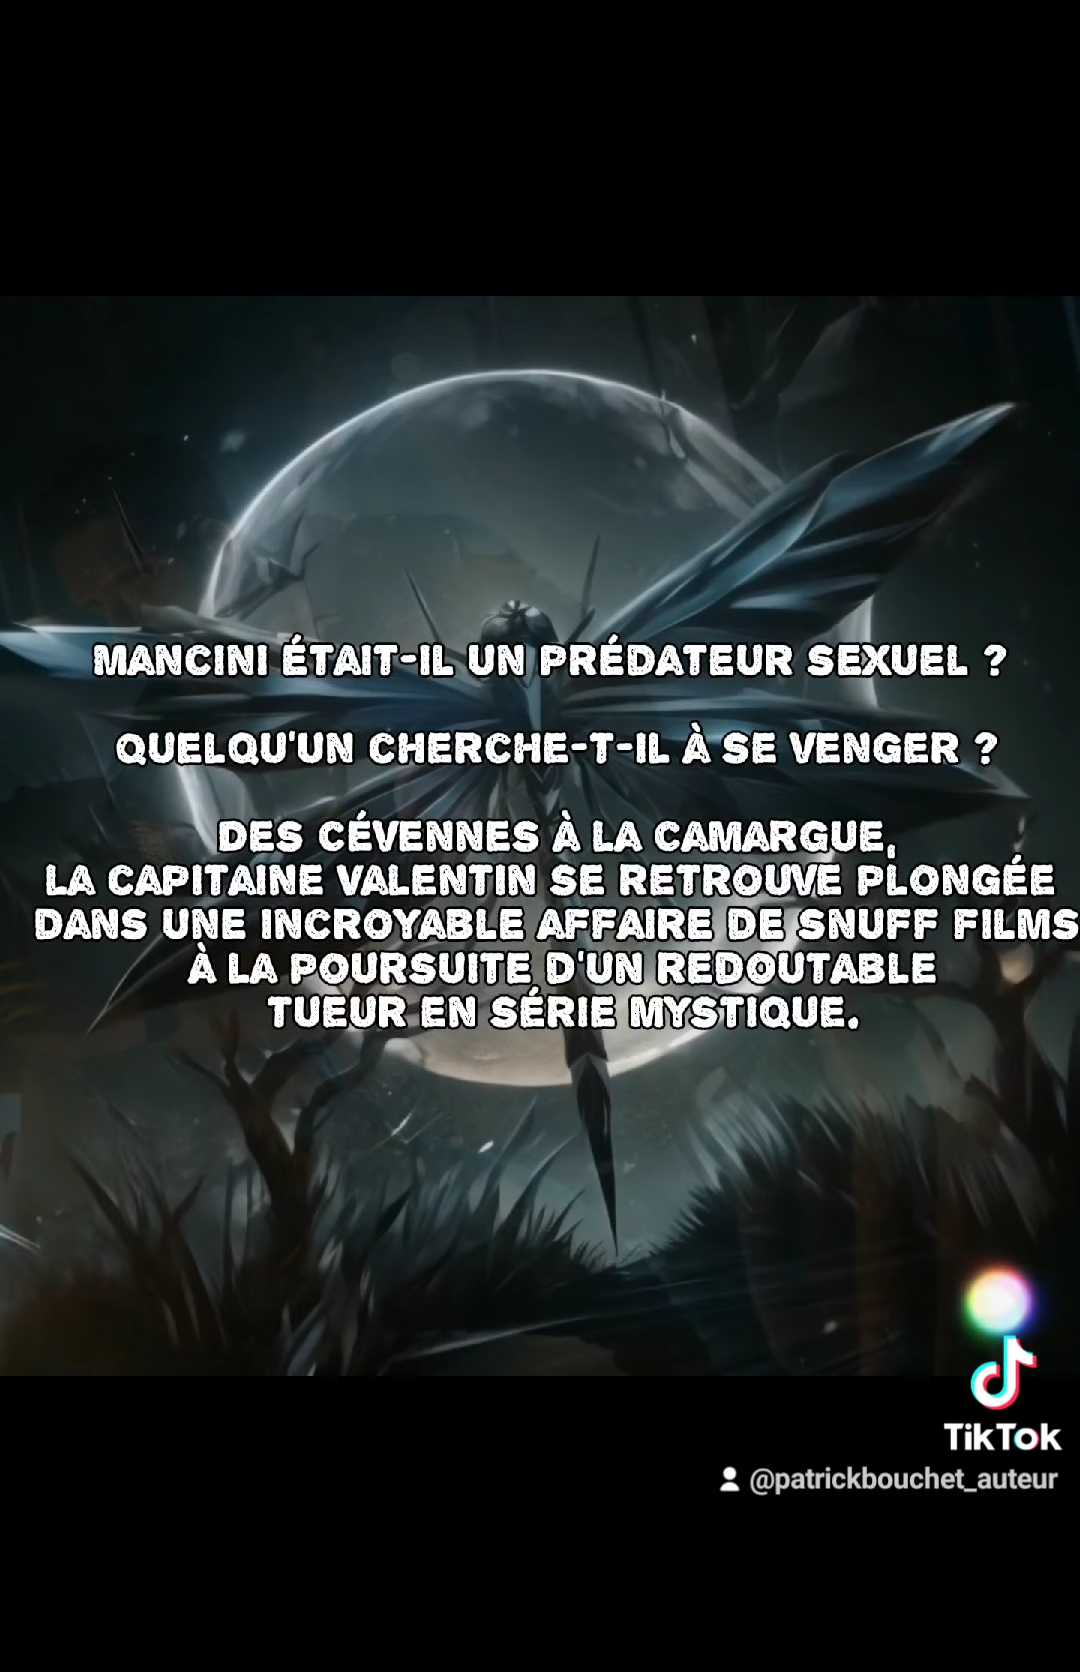 MANCINI ÉTAIT-IL UN PRÉDATEUR SEXUEL ?
QUELQU'UN CHERCHE-T-IL À SE VENGER ?
DES CÉVENNES À LA CAMARGUE,
LA CAPITAINE VALENTIN SE RETROUVE PLONGÉE
DANS UNE INCROYABLE AFFAIRE DE SNUFF FILMS
À LA POURSUITE D'UN REDOUTABLE
TUEUR EN SÉRIE MYSTIQUE.
TikTok
@patrickbouchet_auteur